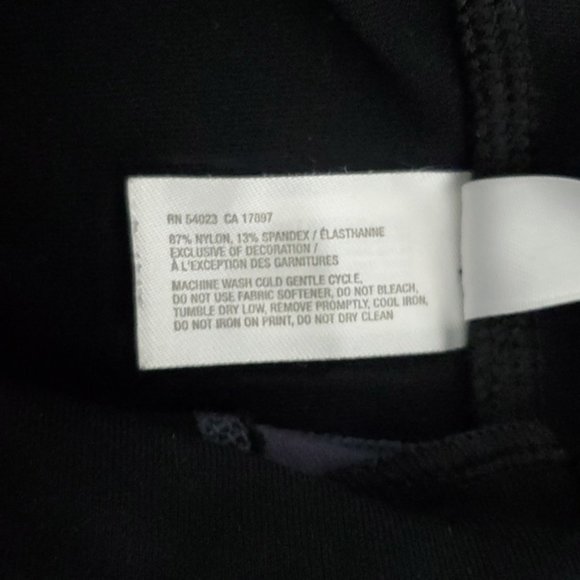 RN 54023 CA 17897
87% NYLON, 13% SPANDEX / ÉLASTHANNE
EXCLUSIVE OF DECORATION /
À L'EXCEPTION DES GARNITURES
MACHINE WASH COLD GENTLE CYCLE,
DO NOT USE FABRIC SOFTENER, DO NOT BLEACH,
TUMBLE DRY LOW, REMOVE PROMPTLY, COOL IRON,
DO NOT IRON ON PRINT, DO NOT DRY CLEAN